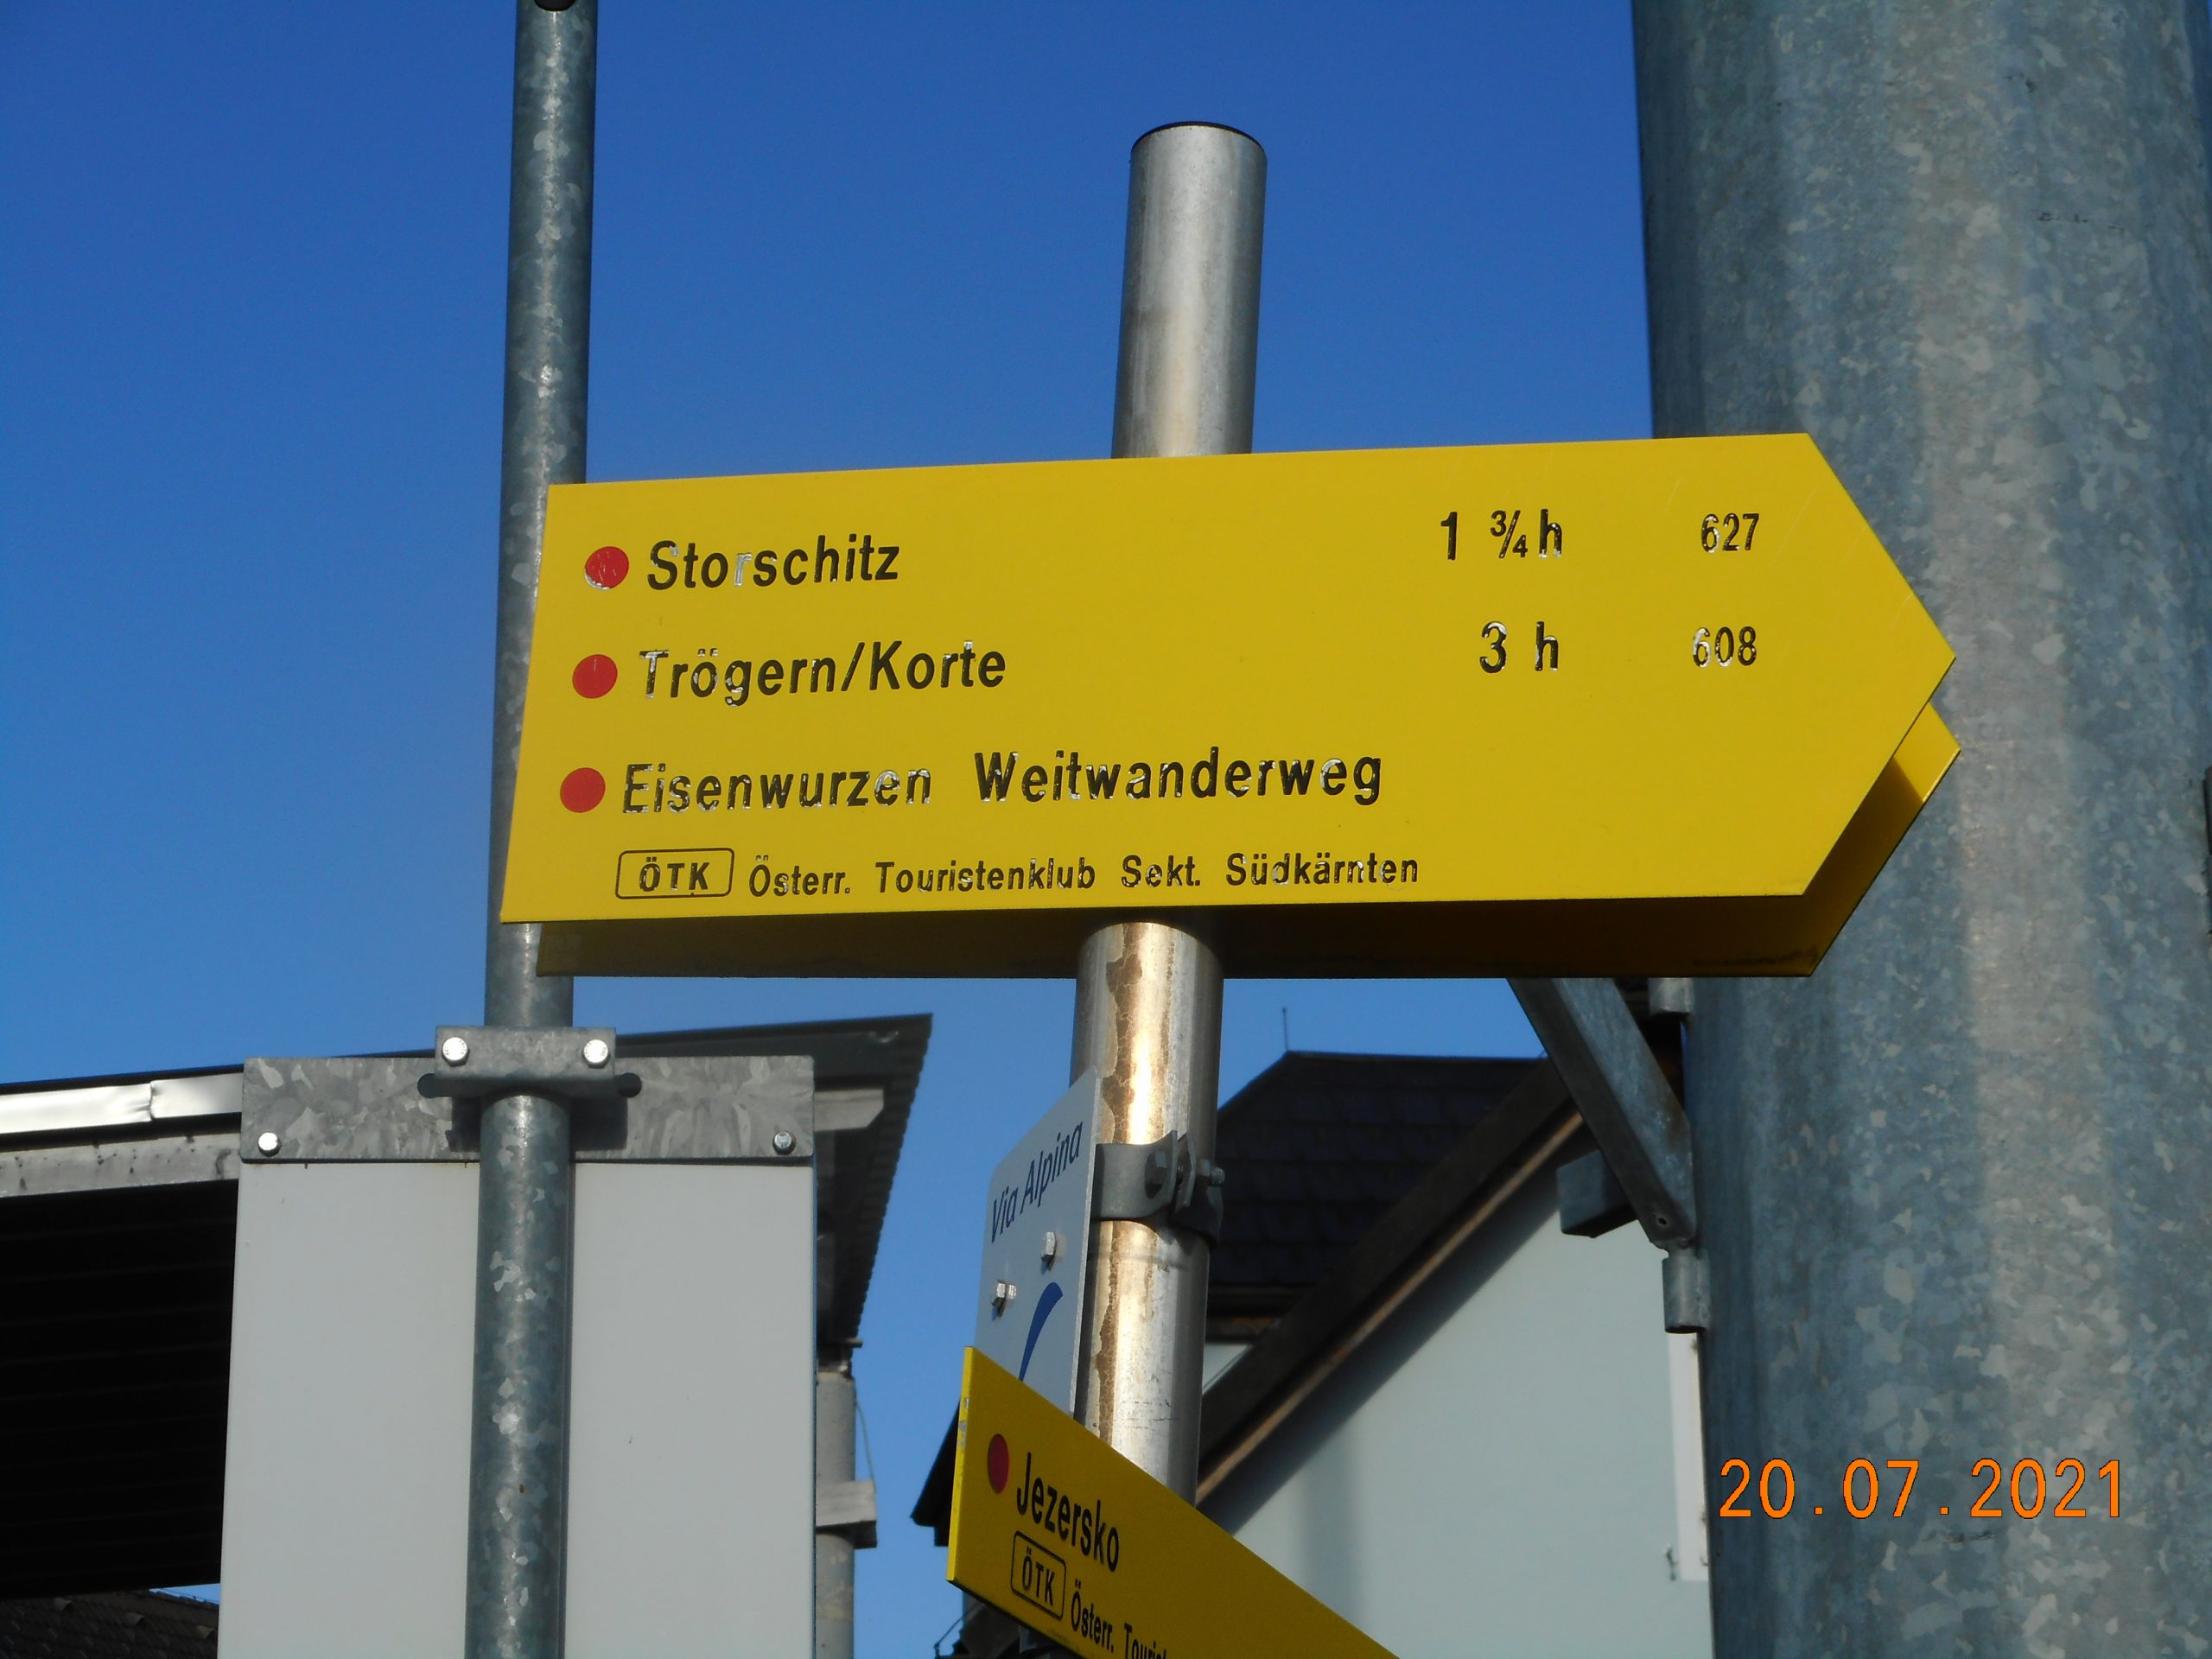 Storschitz 1 ¾ h 627
Trögern/Korte 3 h 608
Eisenwurzen Weitwanderweg
ÖTK Österr. Touristenklub Sekt. Südkärnten
Via Alpina
Jezersko
ÖTK Österr.
20.07.2021